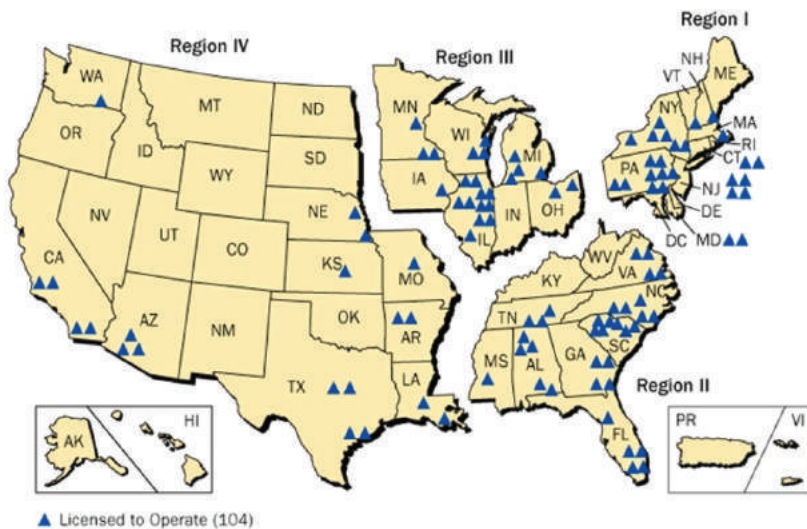 Region I
Region IV
Region III
NH
VT
ME
WA
MT
ND
MN
NY
MA
RI
CT
OR
ID
SD
WI
MI
PA
WY
IA
NJ
DE
NV
NE
IL
IN
OH
DC
MD
UT
CO
CA
KS
MO
WV
VA
KY
NC
AZ
NM
OK
AR
TN
SC
MS
AL
GA
TX
LA
Region II
HI
AK
FL
PR
VI
Licensed to Operate (104)